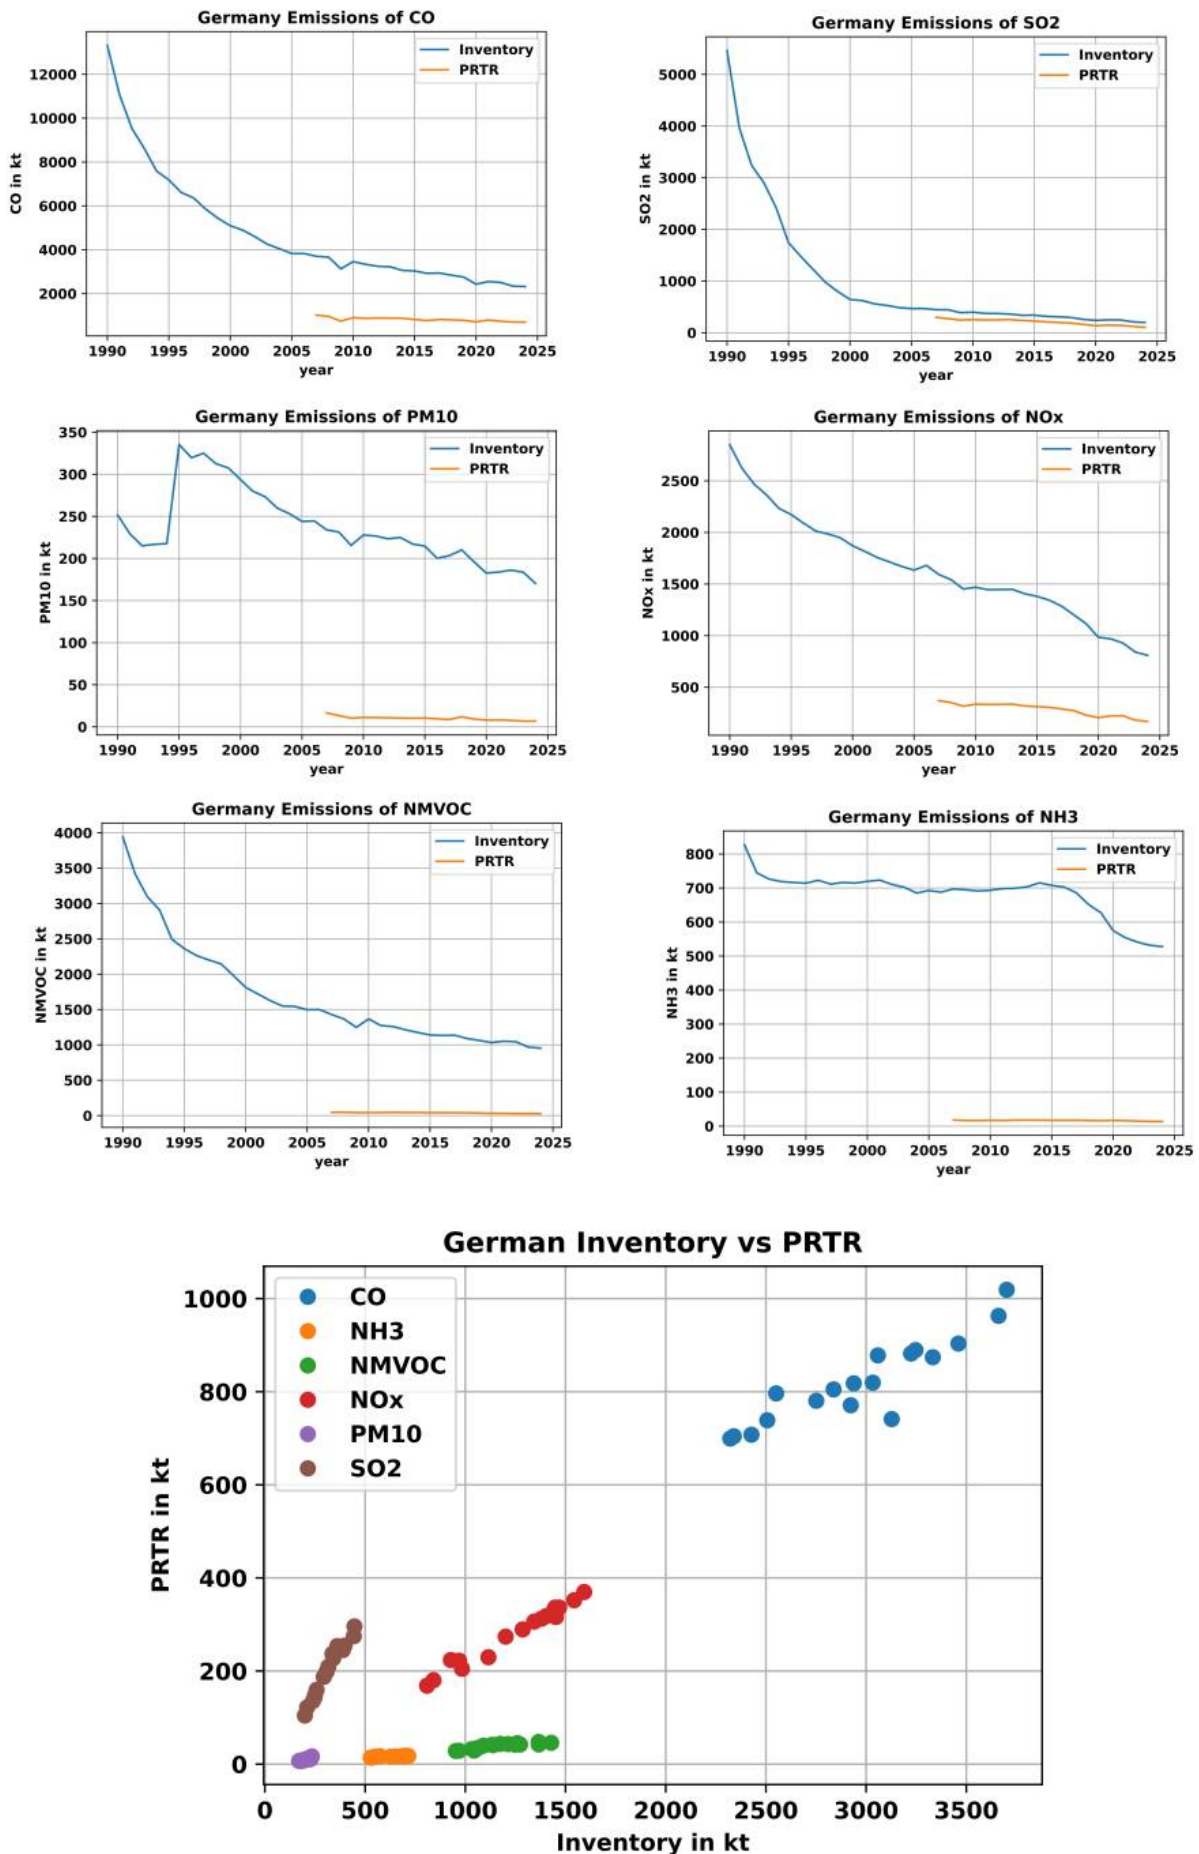 Germany Emissions of CO
Inventory
PRTR
12000
10000
8000
6000
4000
2000
CO in kt
1990 1995 2000 2005 2010 2015 2020 2025
year
Germany Emissions of SO2
Inventory
PRTR
5000
4000
3000
2000
1000
0
SO2 in kt
1990 1995 2000 2005 2010 2015 2020 2025
year
Germany Emissions of PM10
Inventory
PRTR
350
300
250
200
150
100
50
0
PM10 in kt
1990 1995 2000 2005 2010 2015 2020 2025
year
Germany Emissions of NOx
Inventory
PRTR
2500
2000
1500
1000
500
NOx in kt
1990 1995 2000 2005 2010 2015 2020 2025
year
Germany Emissions of NMVOC
Inventory
PRTR
4000
3500
3000
2500
2000
1500
1000
500
0
NMVOC in kt
1990 1995 2000 2005 2010 2015 2020 2025
year
Germany Emissions of NH3
Inventory
PRTR
800
700
600
500
400
300
200
100
0
NH3 in kt
1990 1995 2000 2005 2010 2015 2020 2025
year
German Inventory vs PRTR
CO
NH3
NMVOC
NOx
PM10
SO2
1000
800
600
400
200
0
PRTR in kt
0 500 1000 1500 2000 2500 3000 3500
Inventory in kt